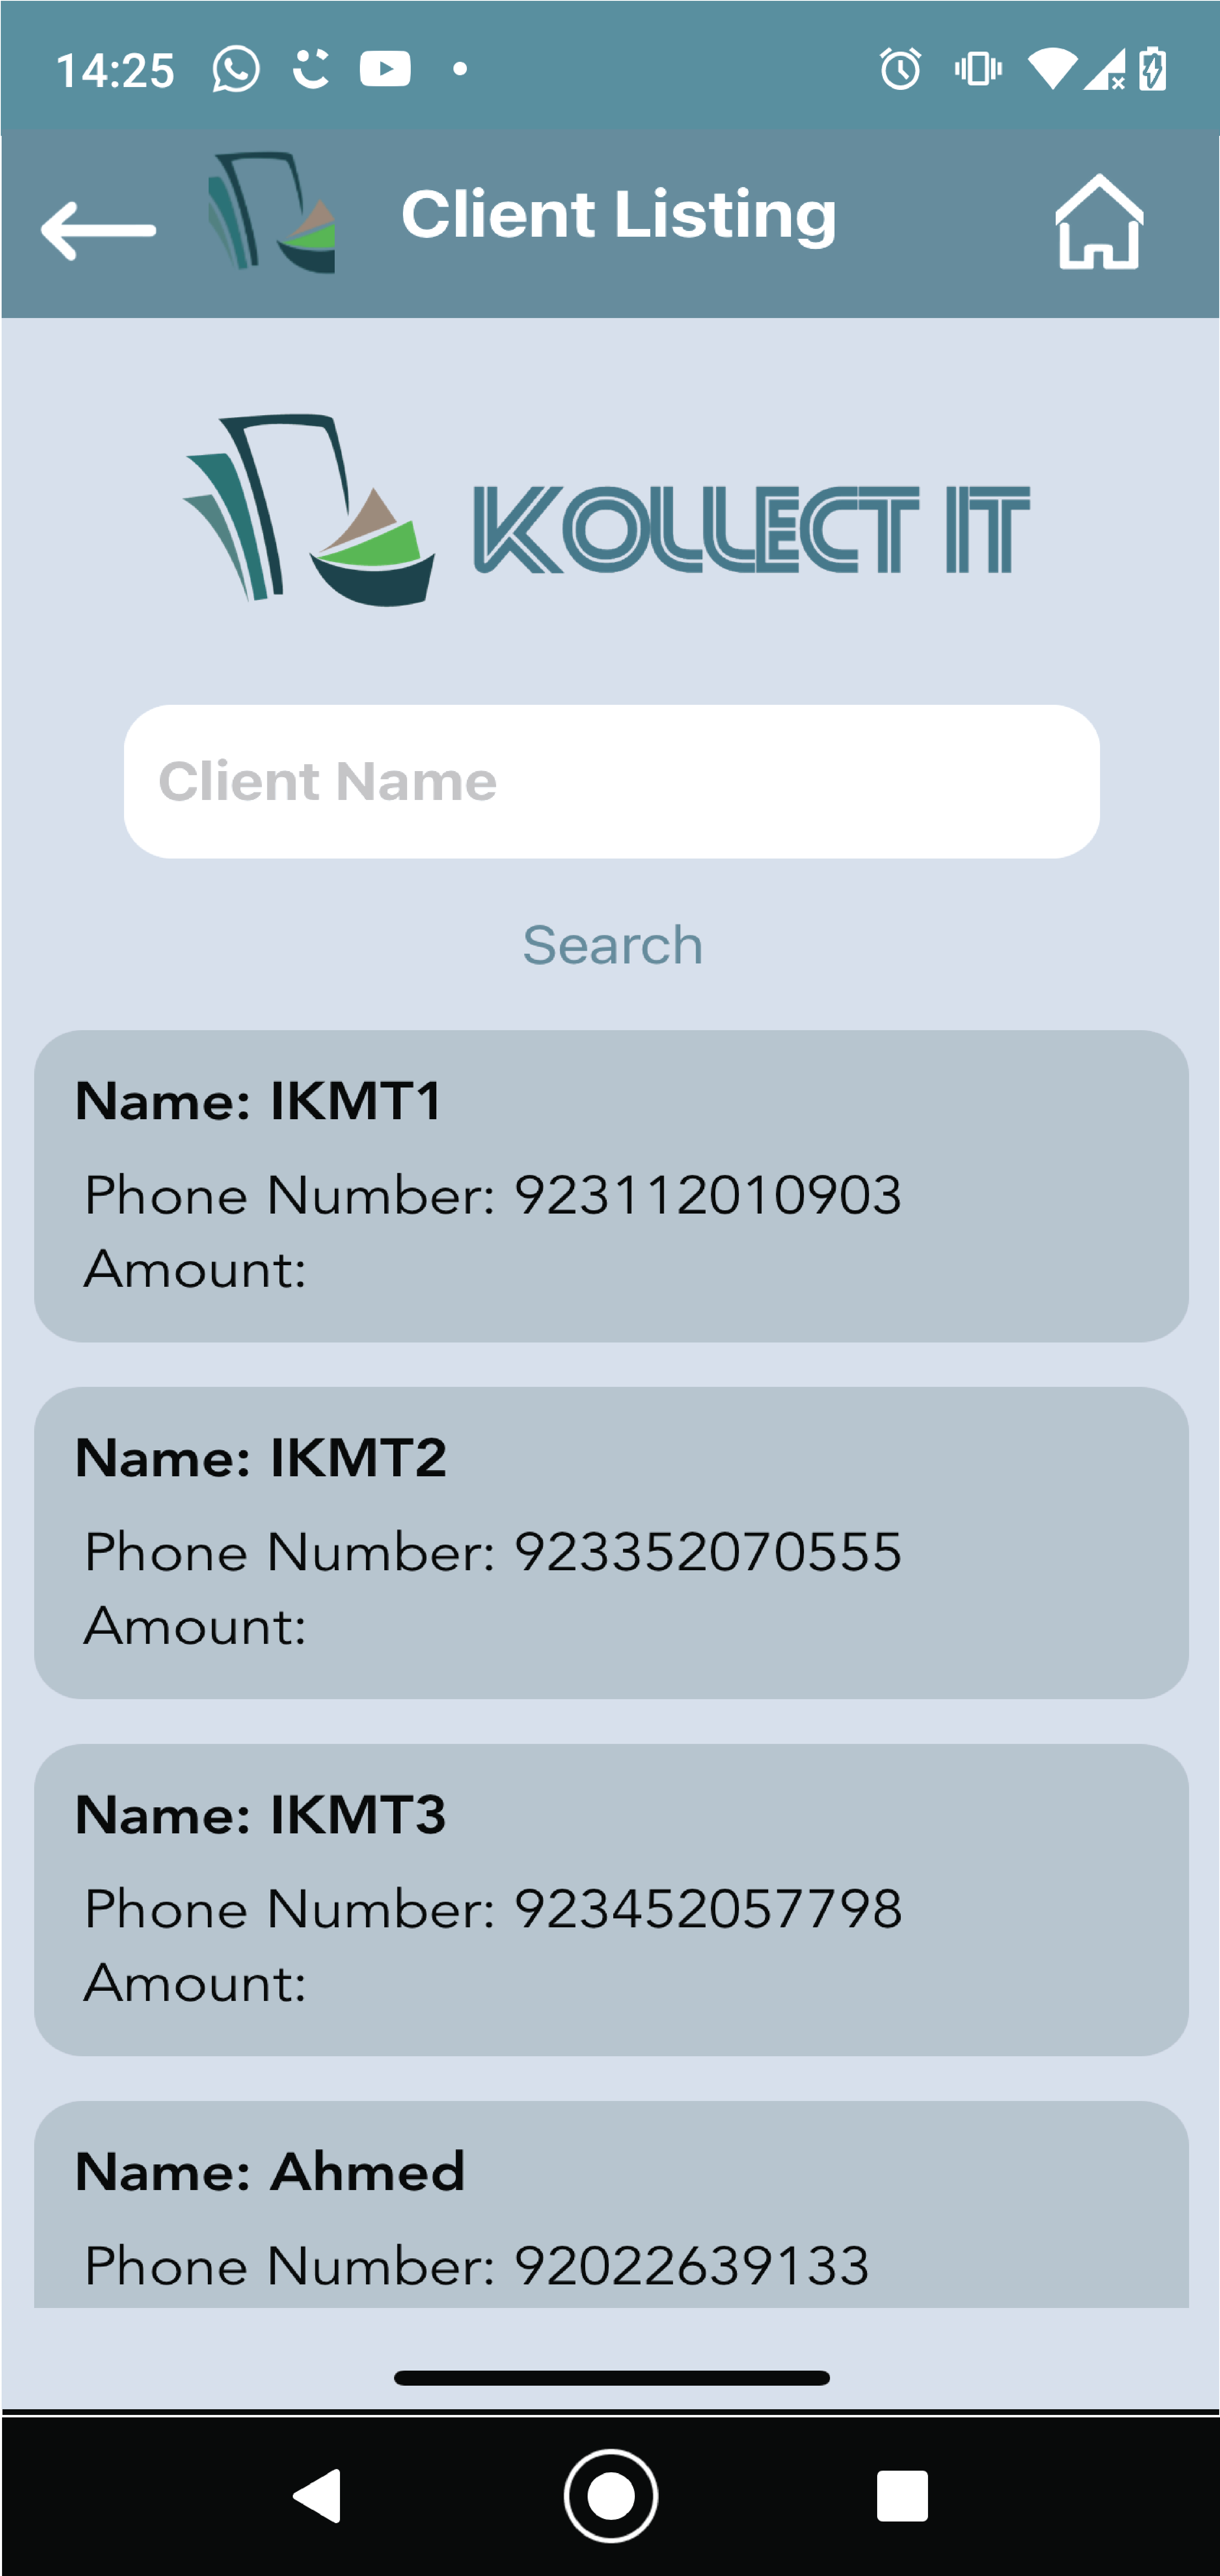 14:25
Client Listing
KOLLECT IT
Client Name
Search
Name: IKMT1
Phone Number: 923112010903
Amount:
Name: IKMT2
Phone Number: 923352070555
Amount:
Name: IKMT3
Phone Number: 923452057798
Amount:
Name: Ahmed
Phone Number: 92022639133